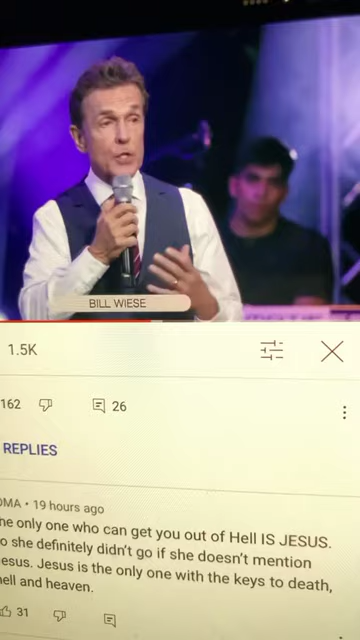 BILL WIESE
1.5K
162 26
REPLIES
OMA • 19 hours ago
he only one who can get you out of Hell IS JESUS.
o she definitely didn't go if she doesn't mention
esus. Jesus is the only one with the keys to death,
hell and heaven.
31